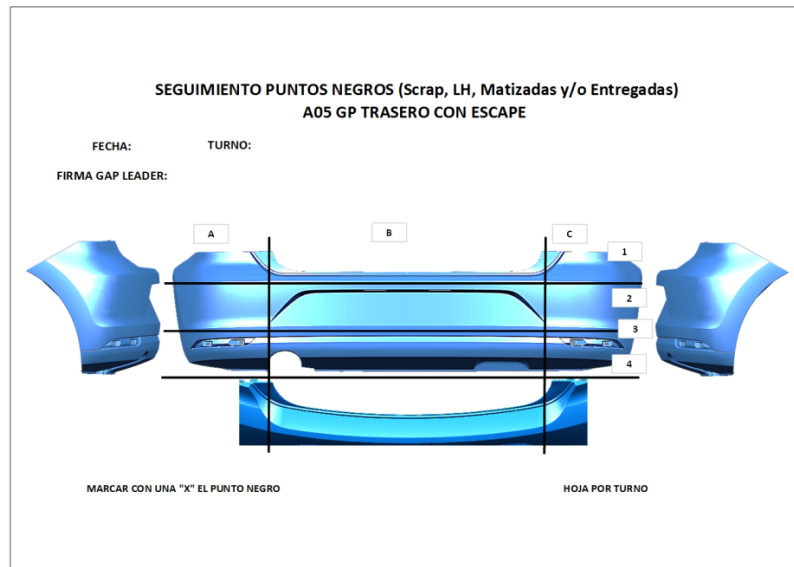 SEGUIMIENTO PUNTOS NEGROS (Scrap, LH, Matizadas y/o Entregadas)
A05 GP TRASERO CON ESCAPE
FECHA: TURNO:
FIRMA GAP LEADER:
A B C
1
2
3
4
MARCAR CON UNA "X" EL PUNTO NEGRO HOJA POR TURNO